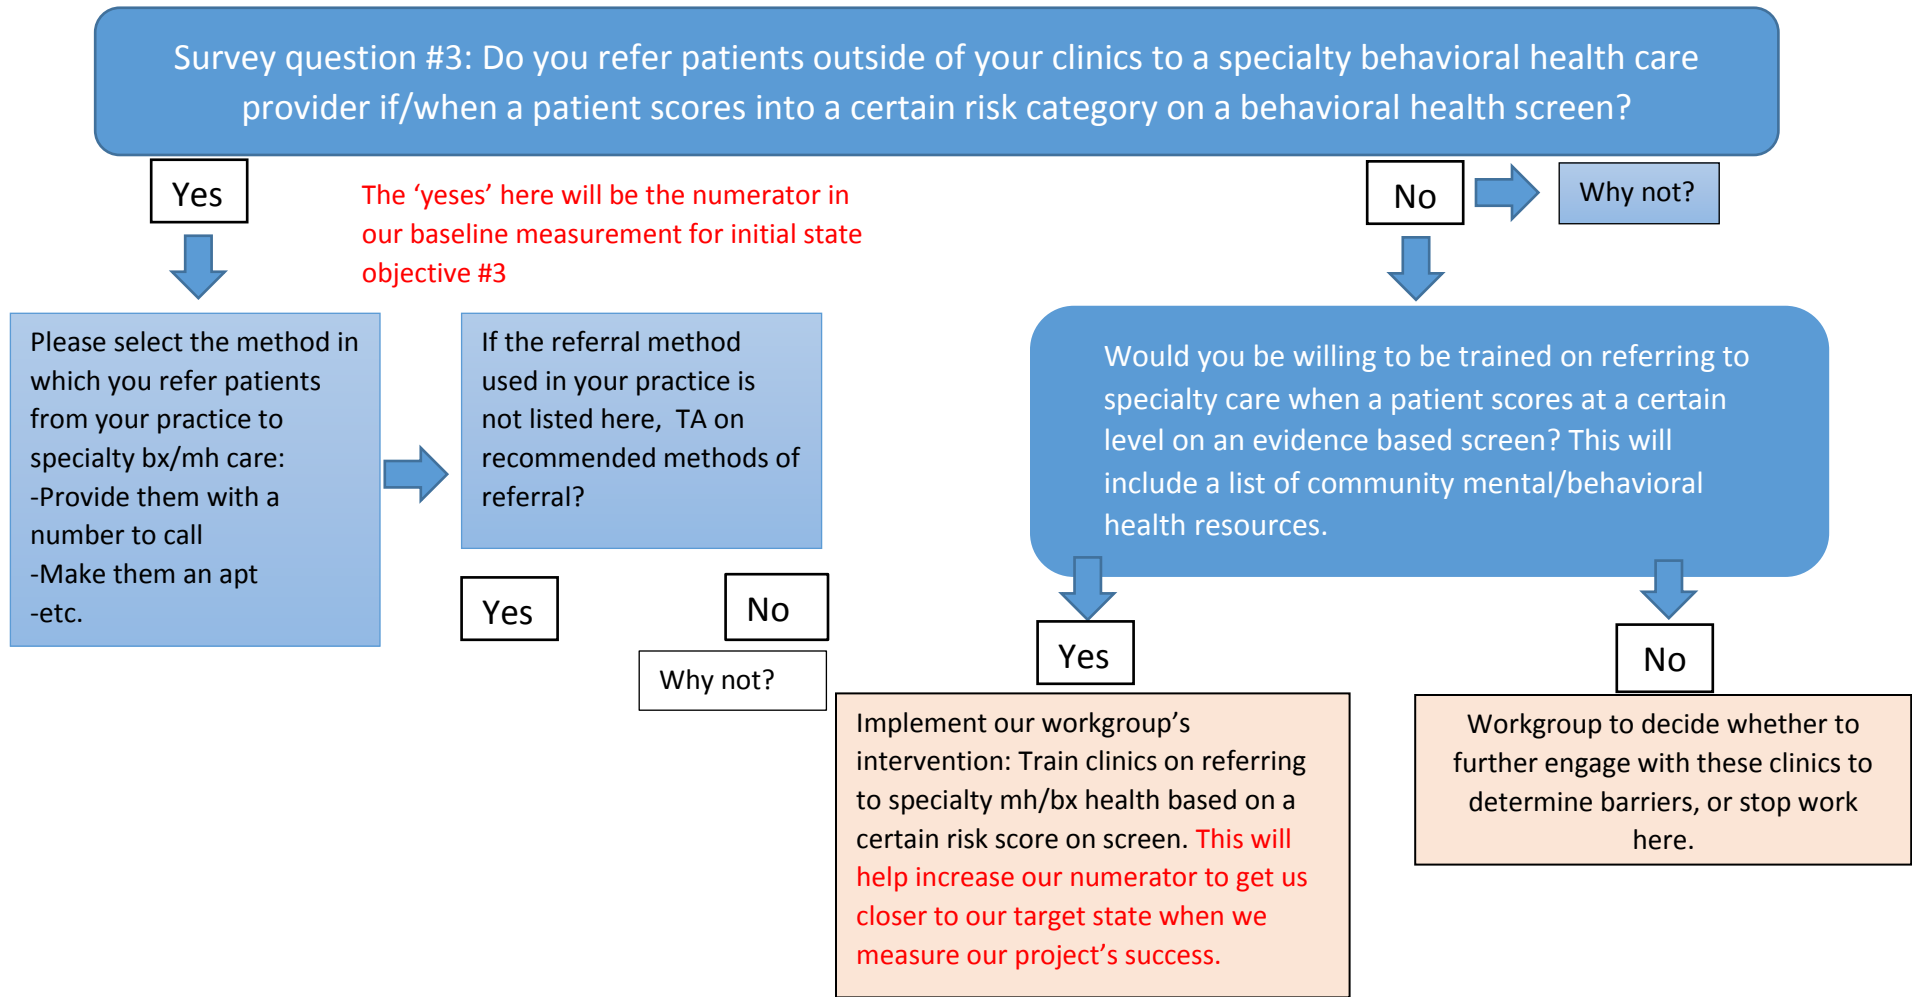 Survey question #3: Do you refer patients outside of your clinics to a specialty behavioral health care
provider if/when a patient scores into a certain risk category on a behavioral health screen?
Yes
The ‘yeses’ here will be the numerator in
our baseline measurement for initial state
objective #3
No
Why not?
Please select the method in
which you refer patients
from your practice to
specialty bx/mh care:
-Provide them with a
number to call
-Make them an apt
-etc.
If the referral method
used in your practice is
not listed here,  TA on
recommended methods of
referral?
Yes
No
Why not?
Would you be willing to be trained on referring to
specialty care when a patient scores at a certain
level on an evidence based screen? This will
include a list of community mental/behavioral
health resources.
Yes
No
Implement our workgroup’s
intervention: Train clinics on referring
to specialty mh/bx health based on a
certain risk score on screen. This will
help increase our numerator to get us
closer to our target state when we
measure our project’s success.
Workgroup to decide whether to
further engage with these clinics to
determine barriers, or stop work
here.